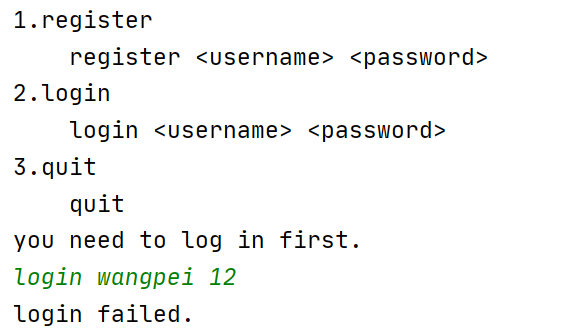 1.register
    register <username> <password>
2.login
    login <username> <password>
3.quit
    quit
you need to log in first.
login wangpei 12
login failed.